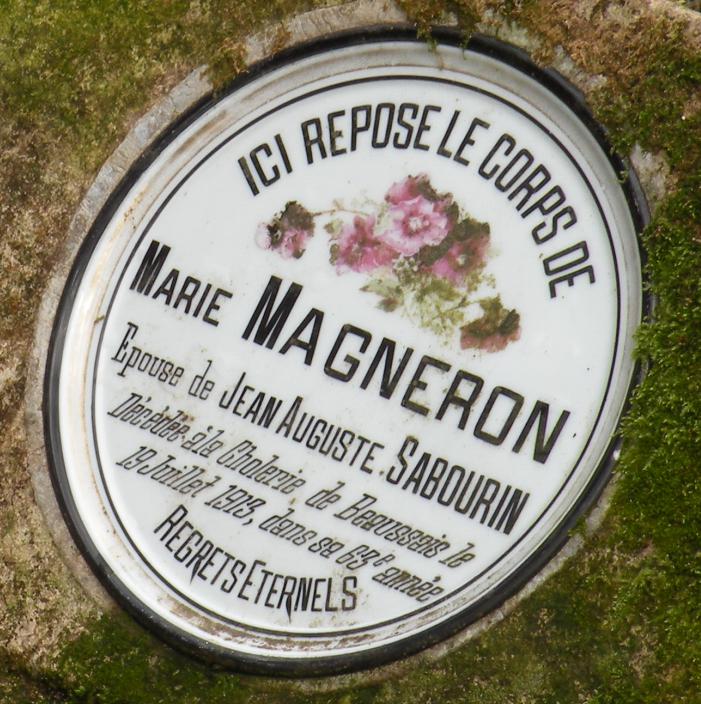 ICI REPOSE LE CORPS DE
MARIE MAGNERON
Epouse de JEAN AUGUSTE SABOURIN
Décédée à la Cholerie de Beaussais le
19 Juillet 1913, dans sa 63e année
REGRETS ETERNELS